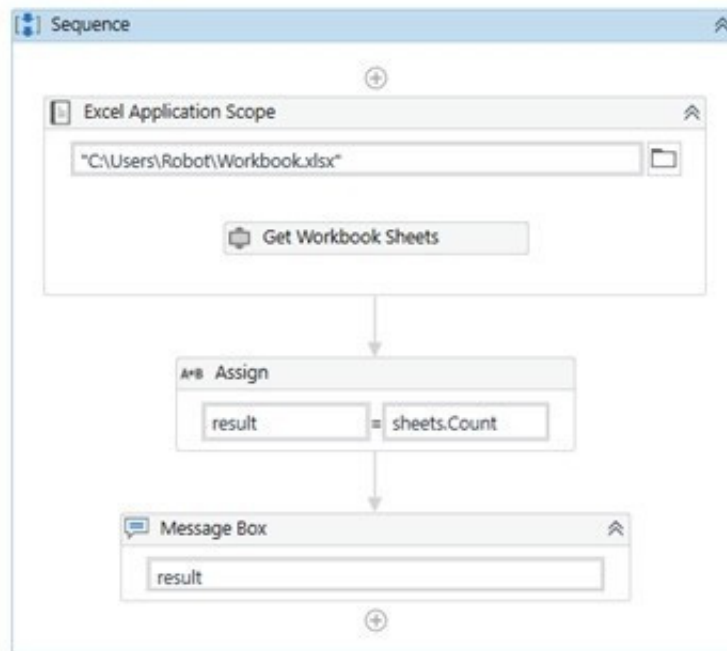 Sequence
Excel Application Scope
"C:\Users\Robot\Workbook.xlsx"
Get Workbook Sheets
A*B Assign
result = sheets.Count
Message Box
result